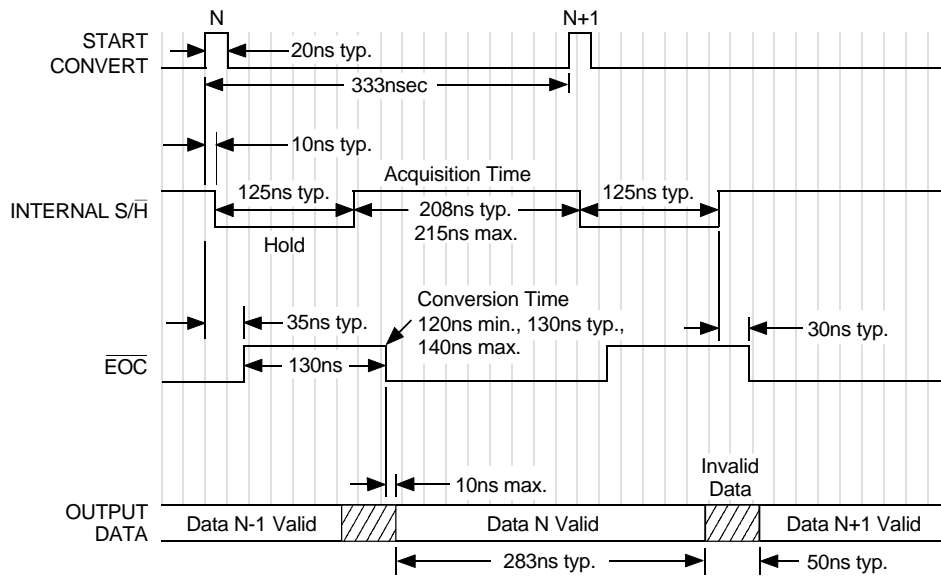 N
N+1
START
CONVERT
20ns typ.
333nsec
10ns typ.
Acquisition Time
125ns typ.
125ns typ.
INTERNAL S/H̅
208ns typ.
215ns max.
Hold
Conversion Time
35ns typ.
120ns min., 130ns typ.,
140ns max.
30ns typ.
E̅O̅C̅
130ns
Invalid
Data
10ns max.
OUTPUT
DATA
Data N-1 Valid
Data N Valid
Data N+1 Valid
283ns typ.
50ns typ.